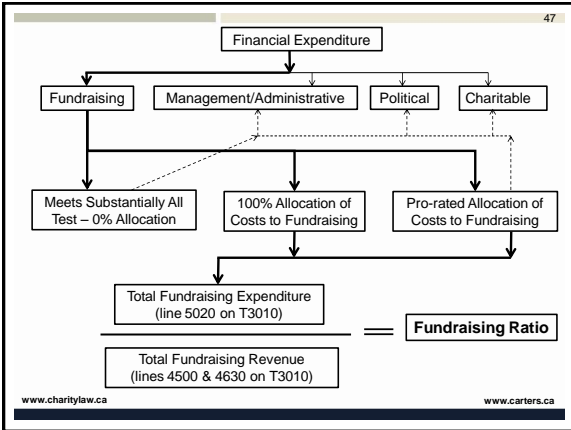 47
Financial Expenditure
Fundraising
Management/Administrative
Political
Charitable
Meets Substantially All
Test – 0% Allocation
100% Allocation of
Costs to Fundraising
Pro-rated Allocation of
Costs to Fundraising
Total Fundraising Expenditure
(line 5020 on T3010)
=
Fundraising Ratio
Total Fundraising Revenue
(lines 4500 & 4630 on T3010)
www.charitylaw.ca
www.carters.ca